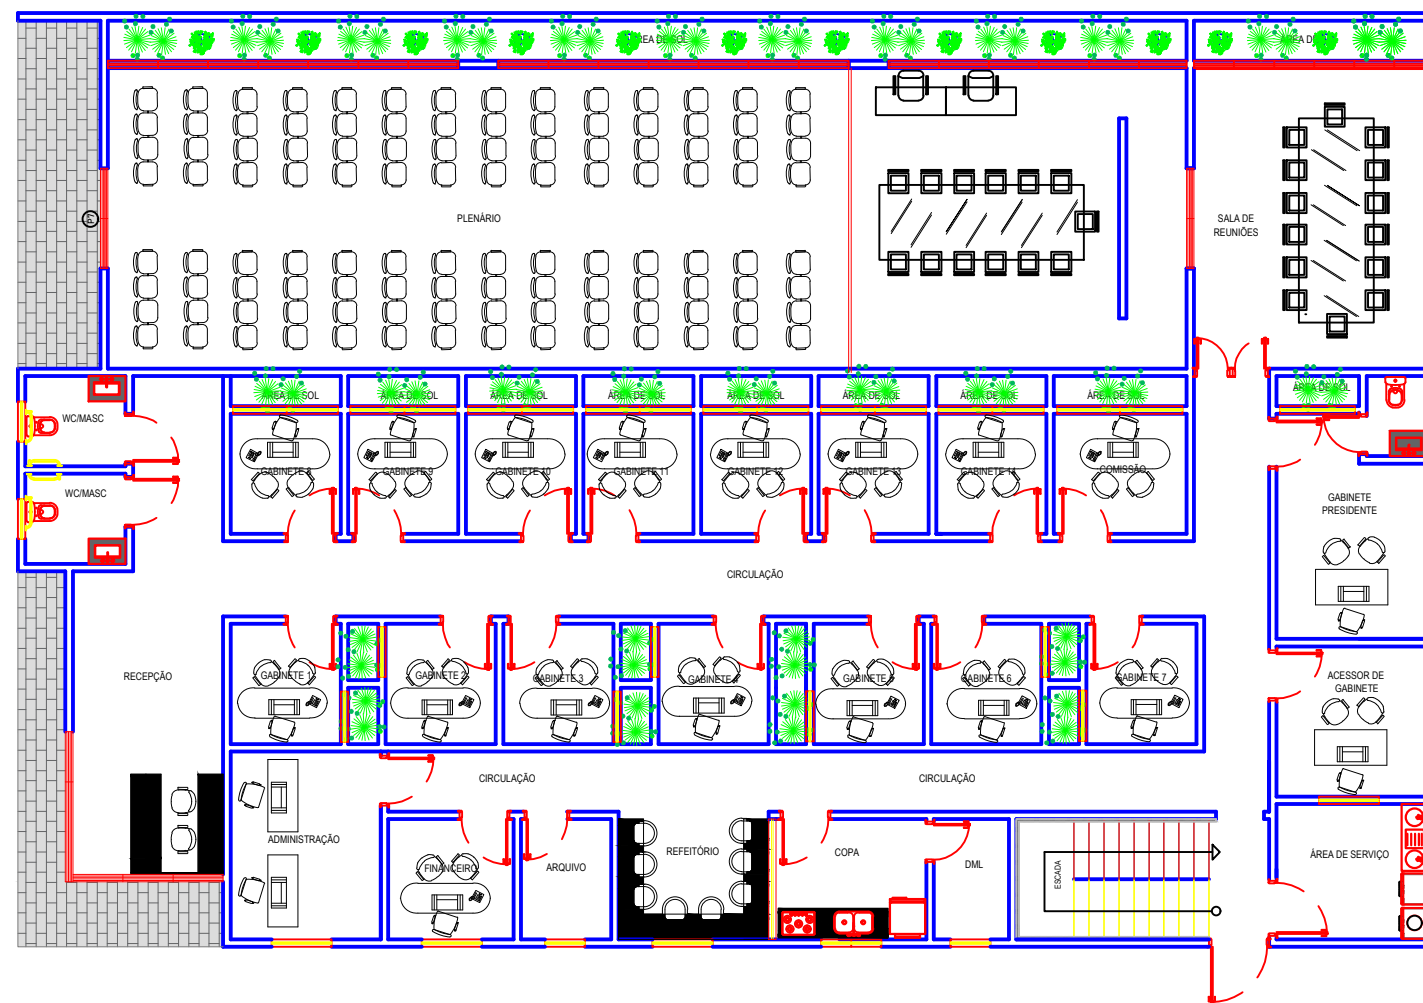 ÁREA DE SOL
ÁREA DE SOL
P7
PLENÁRIO
SALA DE
REUNIÕES
ÁREA DE SOL
ÁREA DE SOL
ÁREA DE SOL
ÁREA DE SOL
ÁREA DE SOL
ÁREA DE SOL
ÁREA DE SOL
ÁREA DE SOL
ÁREA DE SOL
WC/MASC
GABINETE 8
GABINETE 9
GABINETE 10
GABINETE 11
GABINETE 12
GABINETE 13
GABINETE 14
COMISSÃO
WC/MASC
GABINETE
PRESIDENTE
CIRCULAÇÃO
RECEPÇÃO
GABINETE 1
GABINETE 2
GABINETE 3
GABINETE 4
GABINETE 5
GABINETE 6
GABINETE 7
ACESSOR DE
GABINETE
CIRCULAÇÃO
CIRCULAÇÃO
ADMINISTRAÇÃO
FINANCEIRO
ARQUIVO
REFEITÓRIO
COPA
DML
ESCADA
ÁREA DE SERVIÇO